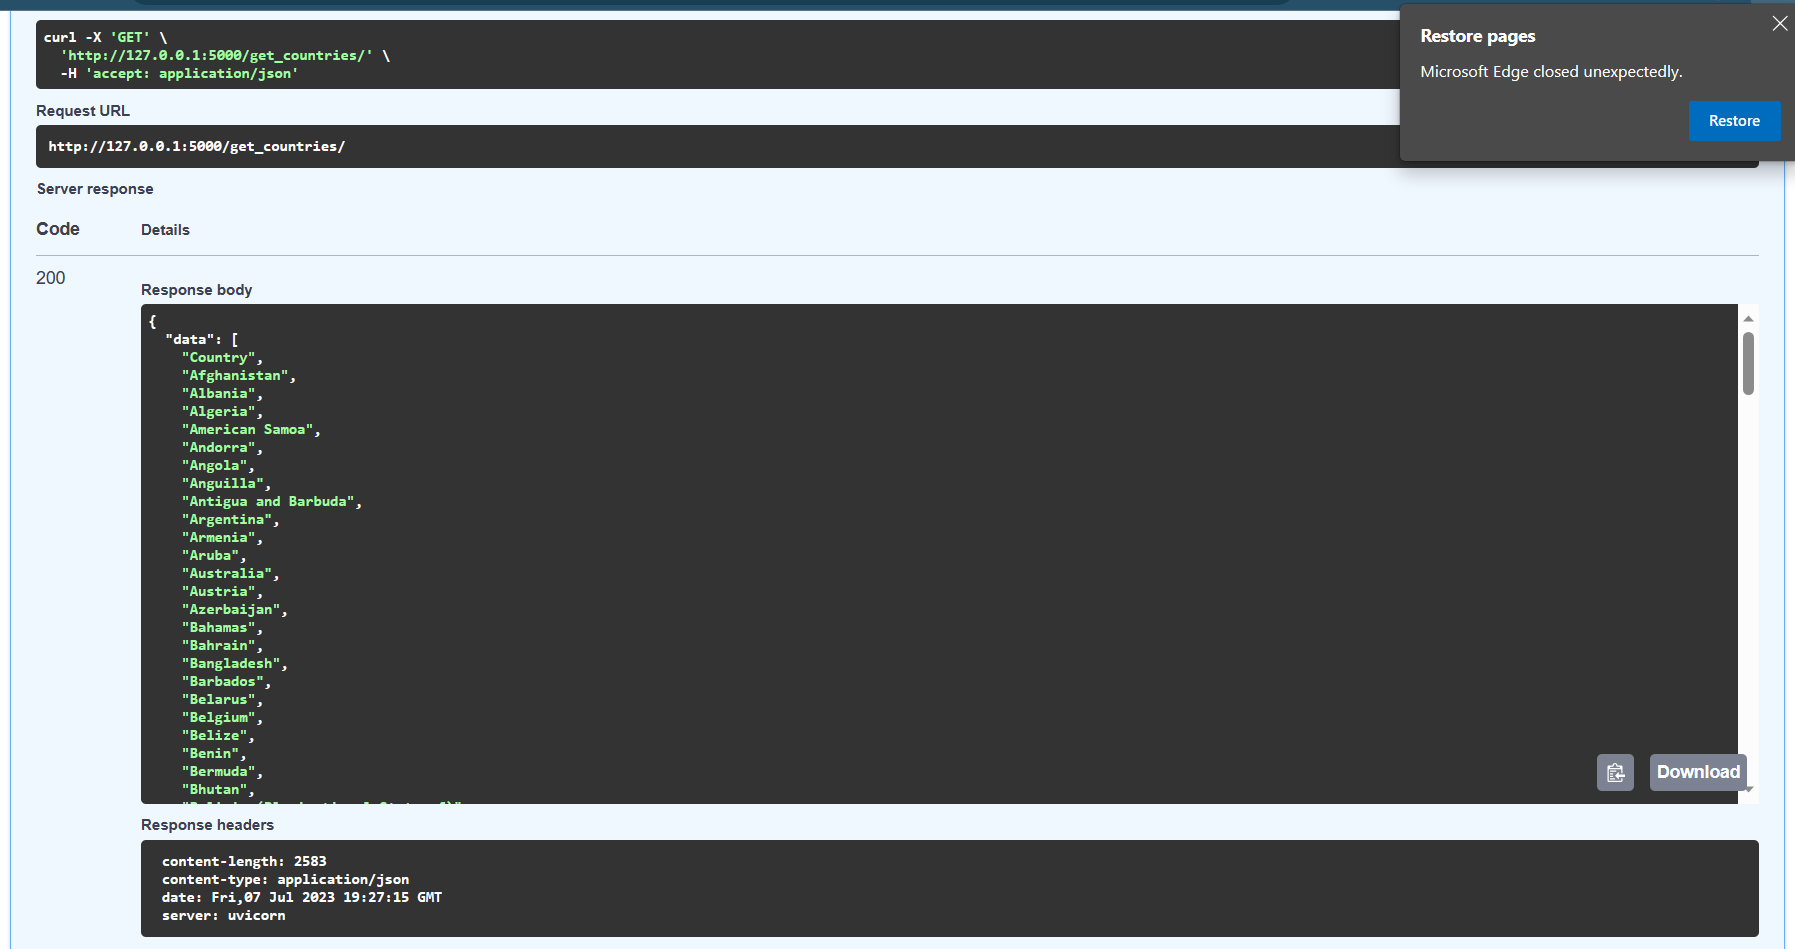 curl -X 'GET' \
  'http://127.0.0.1:5000/get_countries/' \
  -H 'accept: application/json'
Restore pages
Microsoft Edge closed unexpectedly.
Restore
Request URL
http://127.0.0.1:5000/get_countries/
Server response
Code Details
200
Response body
{
  "data": [
    "Country",
    "Afghanistan",
    "Albania",
    "Algeria",
    "American Samoa",
    "Andorra",
    "Angola",
    "Anguilla",
    "Antigua and Barbuda",
    "Argentina",
    "Armenia",
    "Aruba",
    "Australia",
    "Austria",
    "Azerbaijan",
    "Bahamas",
    "Bahrain",
    "Bangladesh",
    "Barbados",
    "Belarus",
    "Belgium",
    "Belize",
    "Benin",
    "Bermuda",
    "Bhutan",
Download
Response headers
content-length: 2583
content-type: application/json
date: Fri,07 Jul 2023 19:27:15 GMT
server: uvicorn